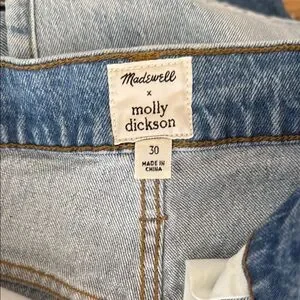 Madewell
x
molly
dickson
30
MADE IN
CHINA